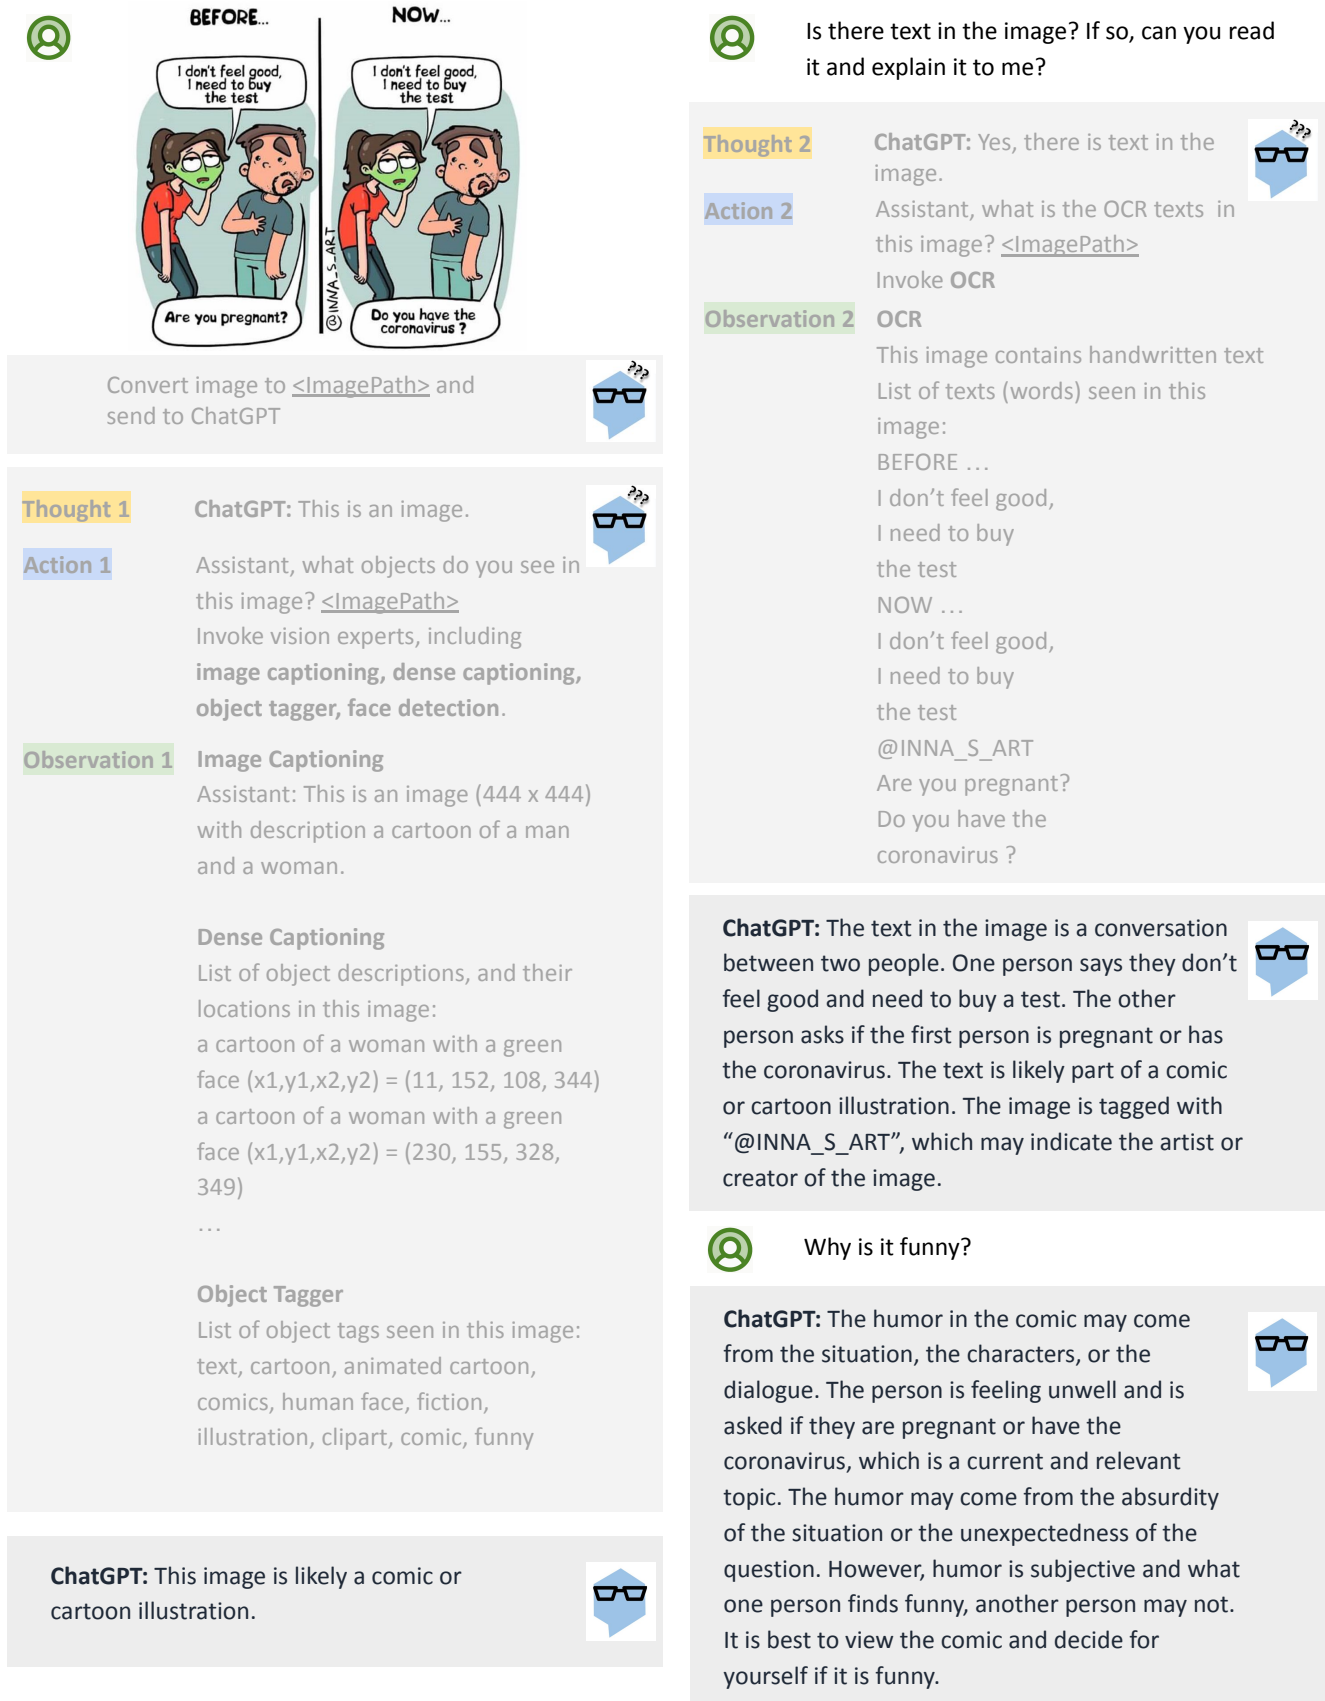 BEFORE...
NOW...
I don't feel good,
I need to buy
the test
I don't feel good,
I need to buy
the test
@INNA_S_ART
Are you pregnant?
Do you have the
coronavirus ?
Convert image to <ImagePath> and
send to ChatGPT
???
Thought 1
ChatGPT: This is an image.
???
Action 1
Assistant, what objects do you see in
this image? <ImagePath>
Invoke vision experts, including
image captioning, dense captioning,
object tagger, face detection.
Observation 1
Image Captioning
Assistant: This is an image (444 x 444)
with description a cartoon of a man
and a woman.
Dense Captioning
List of object descriptions, and their
locations in this image:
a cartoon of a woman with a green
face (x1,y1,x2,y2) = (11, 152, 108, 344)
a cartoon of a woman with a green
face (x1,y1,x2,y2) = (230, 155, 328,
349)
...
Object Tagger
List of object tags seen in this image:
text, cartoon, animated cartoon,
comics, human face, fiction,
illustration, clipart, comic, funny
ChatGPT: This image is likely a comic or
cartoon illustration.
Is there text in the image? If so, can you read
it and explain it to me?
Thought 2
ChatGPT: Yes, there is text in the
image.
???
Action 2
Assistant, what is the OCR texts in
this image? <ImagePath>
Invoke OCR
Observation 2
OCR
This image contains handwritten text
List of texts (words) seen in this
image:
BEFORE ...
I don't feel good,
I need to buy
the test
NOW ...
I don't feel good,
I need to buy
the test
@INNA_S_ART
Are you pregnant?
Do you have the
coronavirus ?
ChatGPT: The text in the image is a conversation
between two people. One person says they don't
feel good and need to buy a test. The other
person asks if the first person is pregnant or has
the coronavirus. The text is likely part of a comic
or cartoon illustration. The image is tagged with
"@INNA_S_ART", which may indicate the artist or
creator of the image.
Why is it funny?
ChatGPT: The humor in the comic may come
from the situation, the characters, or the
dialogue. The person is feeling unwell and is
asked if they are pregnant or have the
coronavirus, which is a current and relevant
topic. The humor may come from the absurdity
of the situation or the unexpectedness of the
question. However, humor is subjective and what
one person finds funny, another person may not.
It is best to view the comic and decide for
yourself if it is funny.